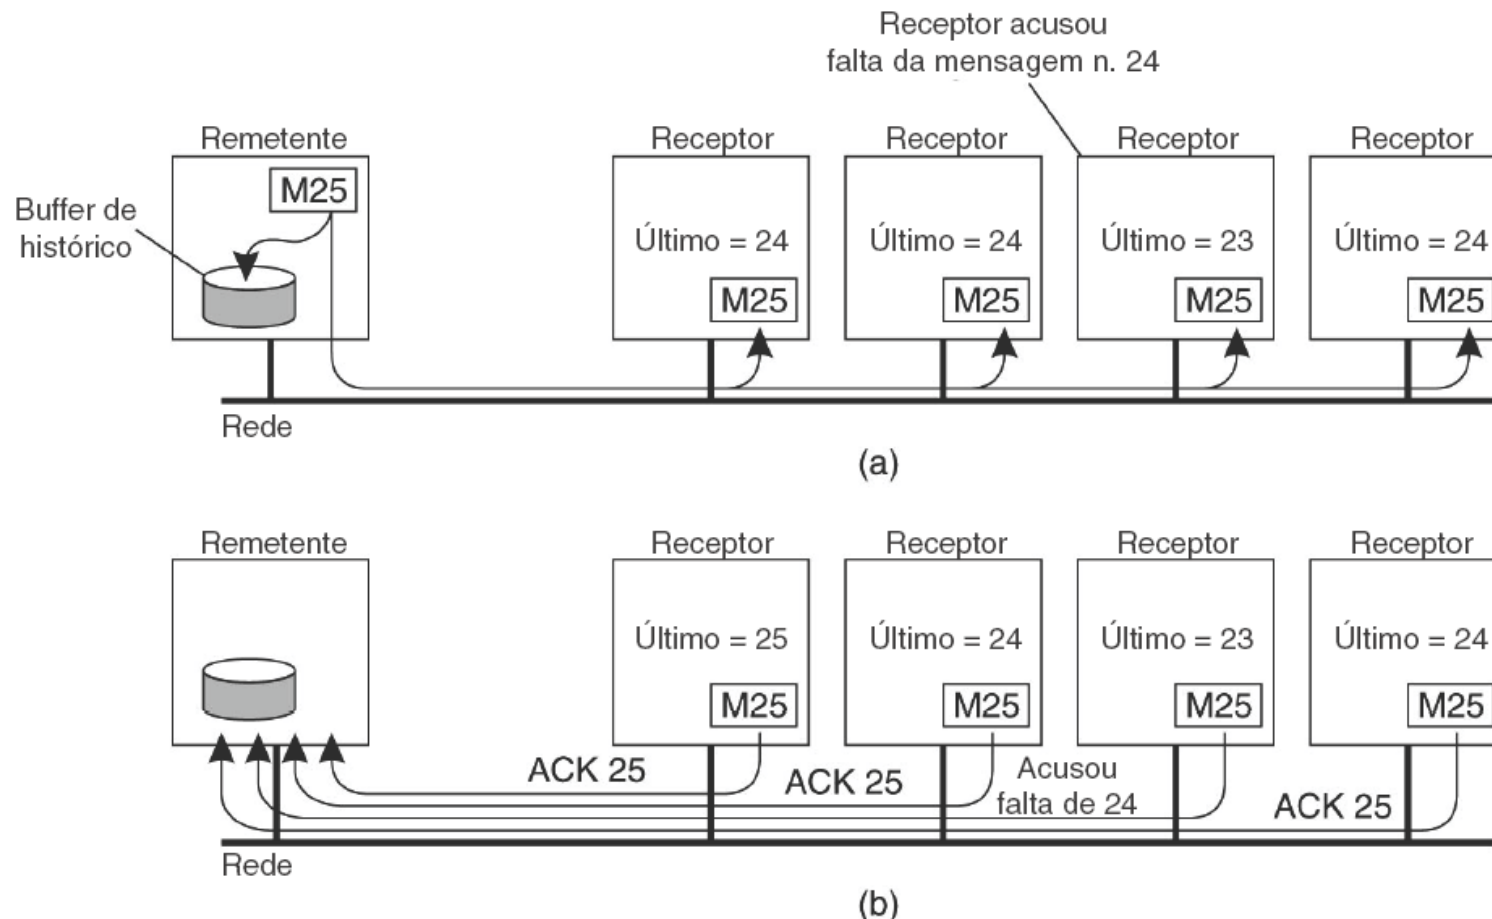 Receptor acusou
falta da mensagem n. 24
Remetente
Receptor
Receptor
Receptor
Receptor
M25
Buffer de
histórico
Último = 24
Último = 24
Último = 23
Último = 24
M25
M25
M25
M25
Rede
(a)
Remetente
Receptor
Receptor
Receptor
Receptor
Último = 25
Último = 24
Último = 23
Último = 24
M25
M25
M25
M25
ACK 25
ACK 25
Acusou
falta de 24
ACK 25
Rede
(b)